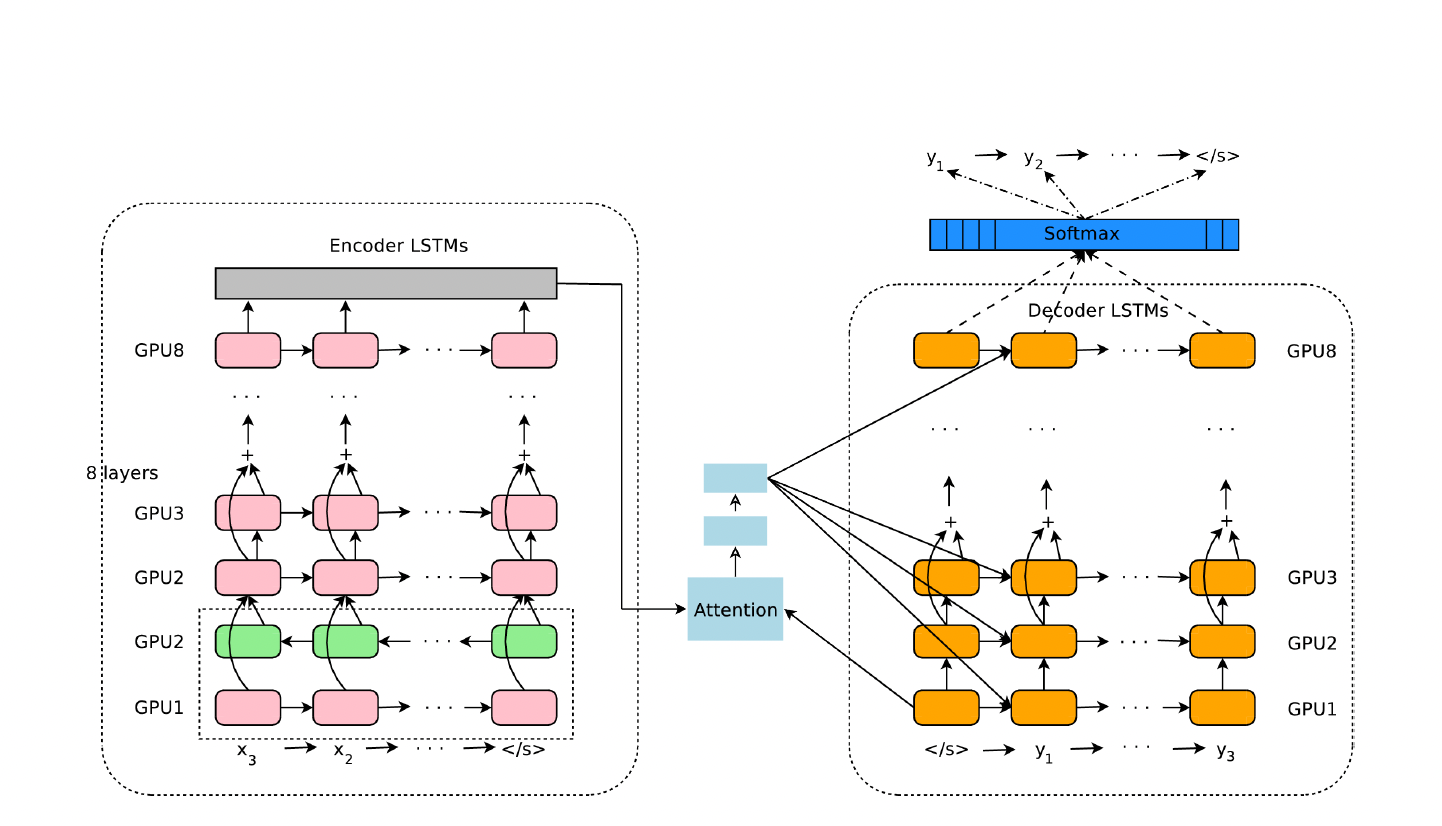 y1 y2 · · · </s>
Softmax
Encoder LSTMs
Decoder LSTMs
GPU8 · · ·
· · · GPU8
· · · · · · · · ·
· · · · · · · · ·
+ + +
8 layers
GPU3 · · ·
GPU2 · · ·
GPU2 · · ·
GPU1 · · ·
x3 x2 · · · </s>
Attention
+ + +
· · · GPU3
· · · GPU2
· · · GPU1
</s> y1 · · · y3